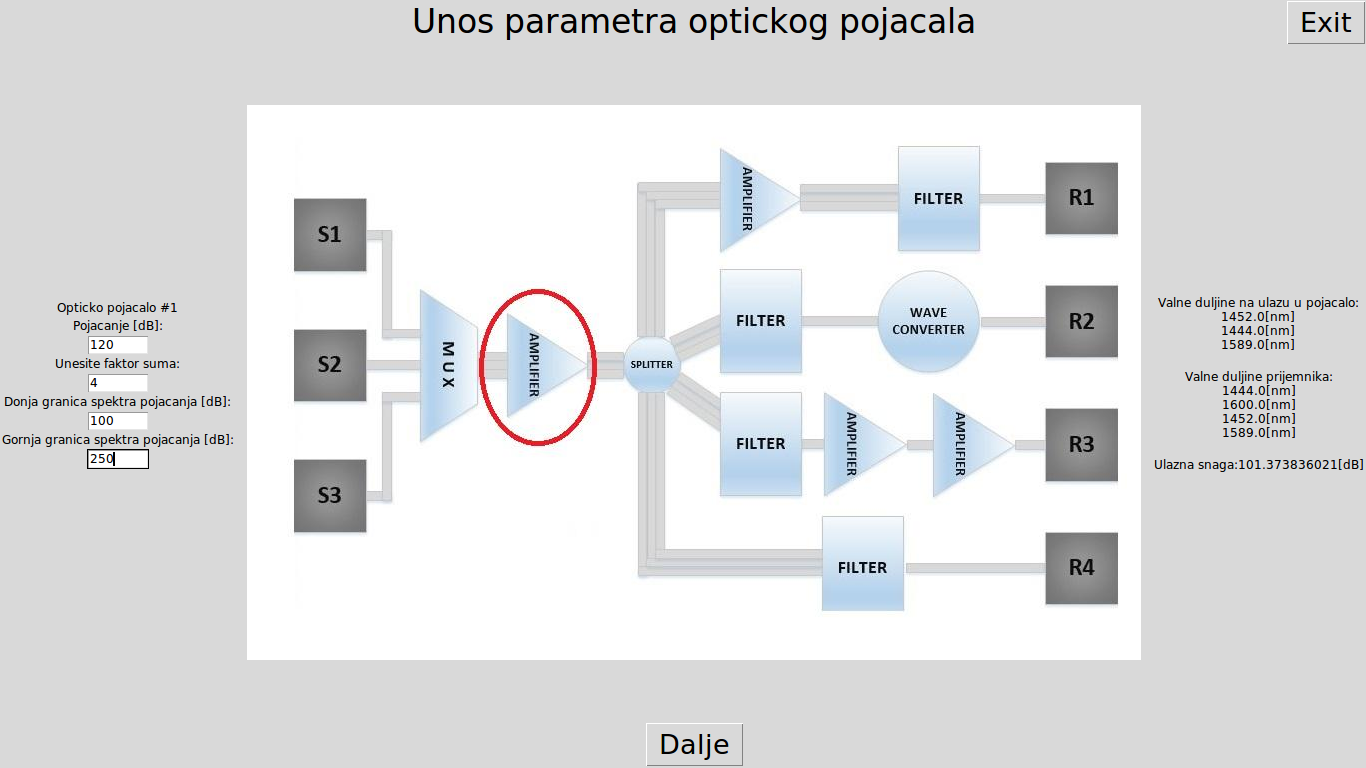 Unos parametra optickog pojacala
Exit
Opticko pojacalo #1
Pojacanje [dB]:
120
Unesite faktor suma:
4
Donja granica spektra pojacanja [dB]:
100
Gornja granica spektra pojacanja [dB]:
250
S1
S2
S3
MUX
AMPLIFIER
SPLITTER
AMPLIFIER
FILTER
R1
FILTER
WAVE
CONVERTER
R2
FILTER
AMPLIFIER
AMPLIFIER
R3
FILTER
R4
Valne duljine na ulazu u pojacalo:
1452.0[nm]
1444.0[nm]
1589.0[nm]
Valne duljine prijemnika:
1444.0[nm]
1600.0[nm]
1452.0[nm]
1589.0[nm]
Ulazna snaga:101.373836021[dB]
Dalje